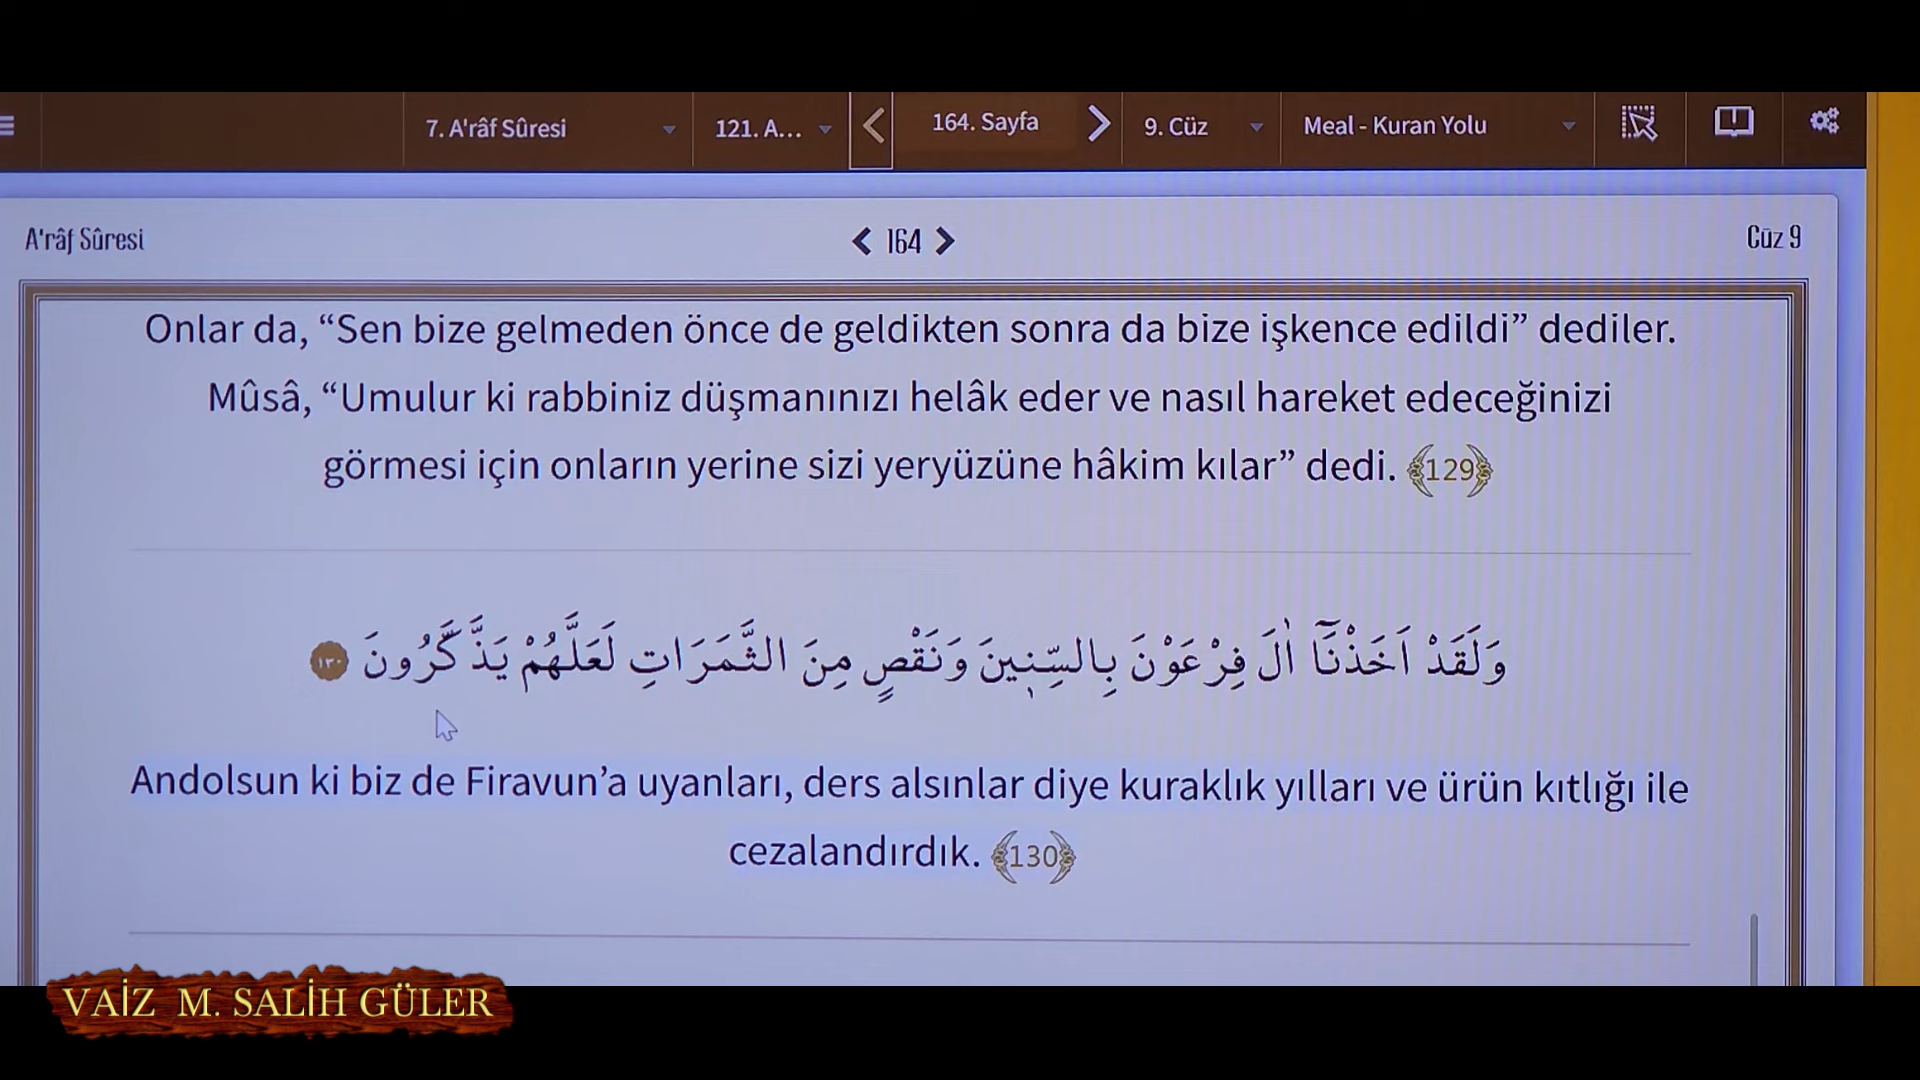 7. A'râf Sûresi
121. A...
164. Sayfa
9. Cüz
Meal - Kuran Yolu
A'râf Sûresi
164
Cüz 9
Onlar da, “Sen bize gelmeden önce de geldikten sonra da bize işkence edildi” dediler.
Mûsâ, “Umulur ki rabbiniz düşmanınızı helâk eder ve nasıl hareket edeceğinizi
görmesi için onların yerine sizi yeryüzüne hâkim kılar” dedi. ﴾129﴿
وَلَقَدْ اَخَذْنَٓا اٰلَ فِرْعَوْنَ بِالسِّن۪ينَ وَنَقْصٍ مِنَ الثَّمَرَاتِ لَعَلَّهُمْ يَذَّكَّرُونَ ١٣٠
Andolsun ki biz de Firavun’a uyanları, ders alsınlar diye kuraklık yılları ve ürün kıtlığı ile
cezalandırdık. ﴾130﴿
VAİZ M. SALİH GÜLER